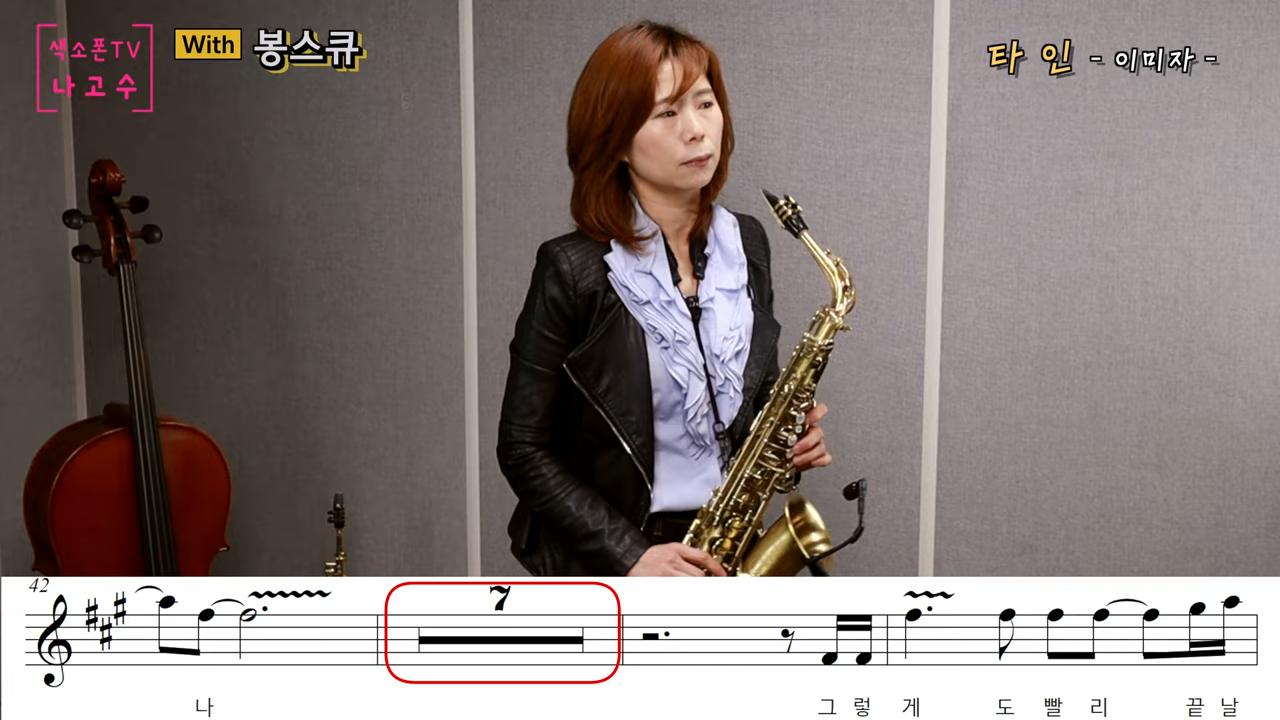 색소폰TV
나고수
With 봉스큐
타 인 - 이미자 -
42
7
나 그 렇 게 도 빨 리 끝 날